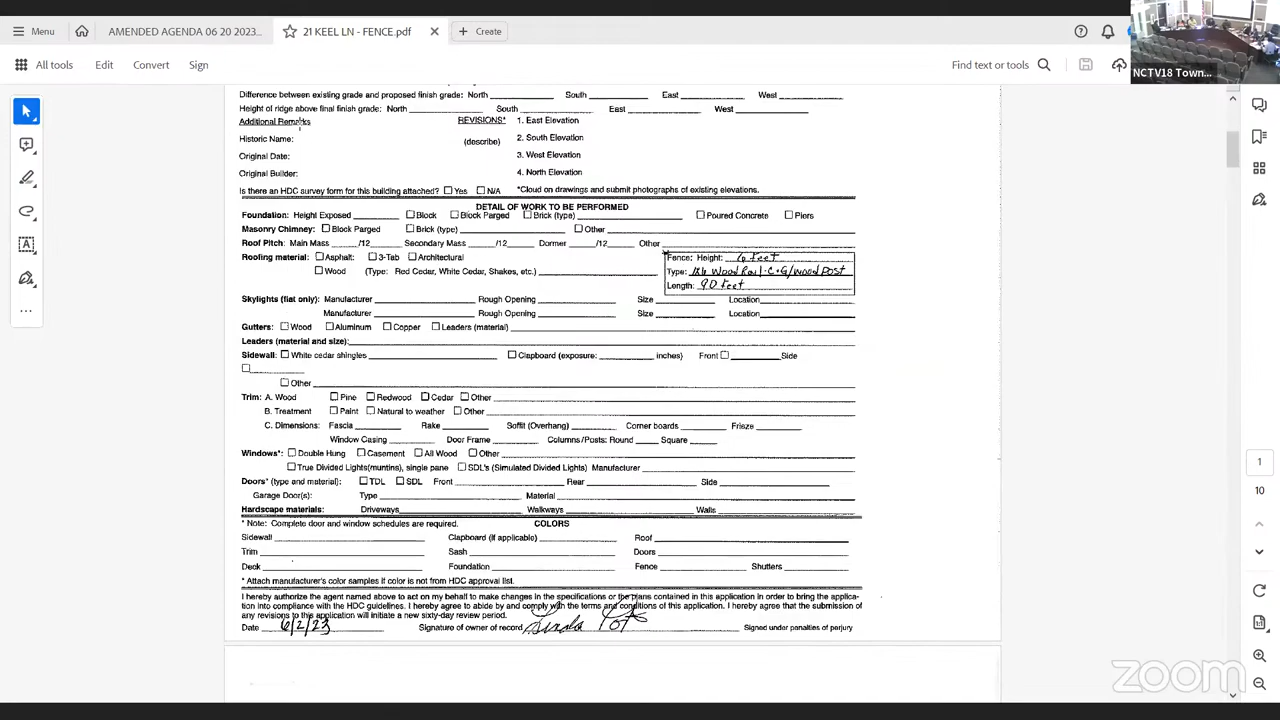 Menu
AMENDED AGENDA 06 20 2023...
21 KEEL LN - FENCE.pdf
Create
All tools
Edit
Convert
Sign
Find text or tools
NCTV18 Town...
Difference between existing grade and proposed finish grade: North South East West
Height of ridge above final finish grade: North South East West
Additional Remarks REVISIONS* 1. East Elevation
Historic Name: (describe) 2. South Elevation
Original Date: 3. West Elevation
Original Builder: 4. North Elevation
Is there an HDC survey form for this building attached? Yes N/A *Cloud on drawings and submit photographs of existing elevations.
DETAIL OF WORK TO BE PERFORMED
Foundation: Height Exposed Block Block Parged Brick (type) Poured Concrete Piers
Masonry Chimney: Block Parged Brick (type) Other
Roof Pitch: Main Mass /12 Secondary Mass /12 Dormer /12 Other
Roofing material: Asphalt: 3-Tab Architectural
Wood (Type: Red Cedar, White Cedar, Shakes, etc.)
Fence: Height: 6 feet
Type: 1x6 Wood C+G/wood post
Length: 90 feet
Skylights (flat only): Manufacturer Rough Opening Size Location
Manufacturer Rough Opening Size Location
Gutters: Wood Aluminum Copper Leaders (material)
Leaders (material and size):
Sidewall: White cedar shingles Clapboard (exposure: inches) Front Side
Other
Trim: A. Wood Pine Redwood Cedar Other
B. Treatment Paint Natural to weather Other
C. Dimensions: Fascia Rake Soffit (Overhang) Corner boards Frieze
Window Casing Door Frame Columns/Posts: Round Square
Windows*: Double Hung Casement All Wood Other
True Divided Lights(muntins), single pane SDL's (Simulated Divided Lights) Manufacturer
Doors* (type and material): TDL SDL Front Rear Side
Garage Door(s): Type Material
Hardscape materials: Driveways Walkways Walls
* Note: Complete door and window schedules are required. COLORS
Sidewall Clapboard (if applicable) Roof
Trim Sash Doors
Deck Foundation Fence Shutters
* Attach manufacturer's color samples if color is not from HDC approval list.
I hereby authorize the agent named above to act on my behalf to make changes in the specifications or the plans contained in this application in order to bring the applica-
tion into compliance with the HDC guidelines. I hereby agree to abide by and comply with the terms and conditions of this application. I hereby agree that the submission of
any revisions to this application will initiate a new sixty-day review period.
Date 6/2/23 Signature of owner of record Linda Signed under penalties of perjury
1
10
zoom